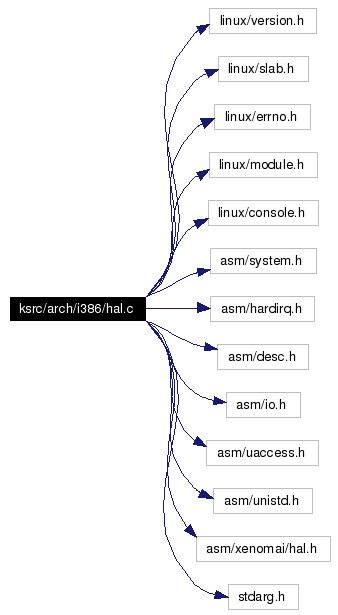 linux/version.h
linux/slab.h
linux/errno.h
linux/module.h
linux/console.h
asm/system.h
ksrc/arch/i386/hal.c
asm/hardirq.h
asm/desc.h
asm/io.h
asm/uaccess.h
asm/unistd.h
asm/xenomai/hal.h
stdarg.h